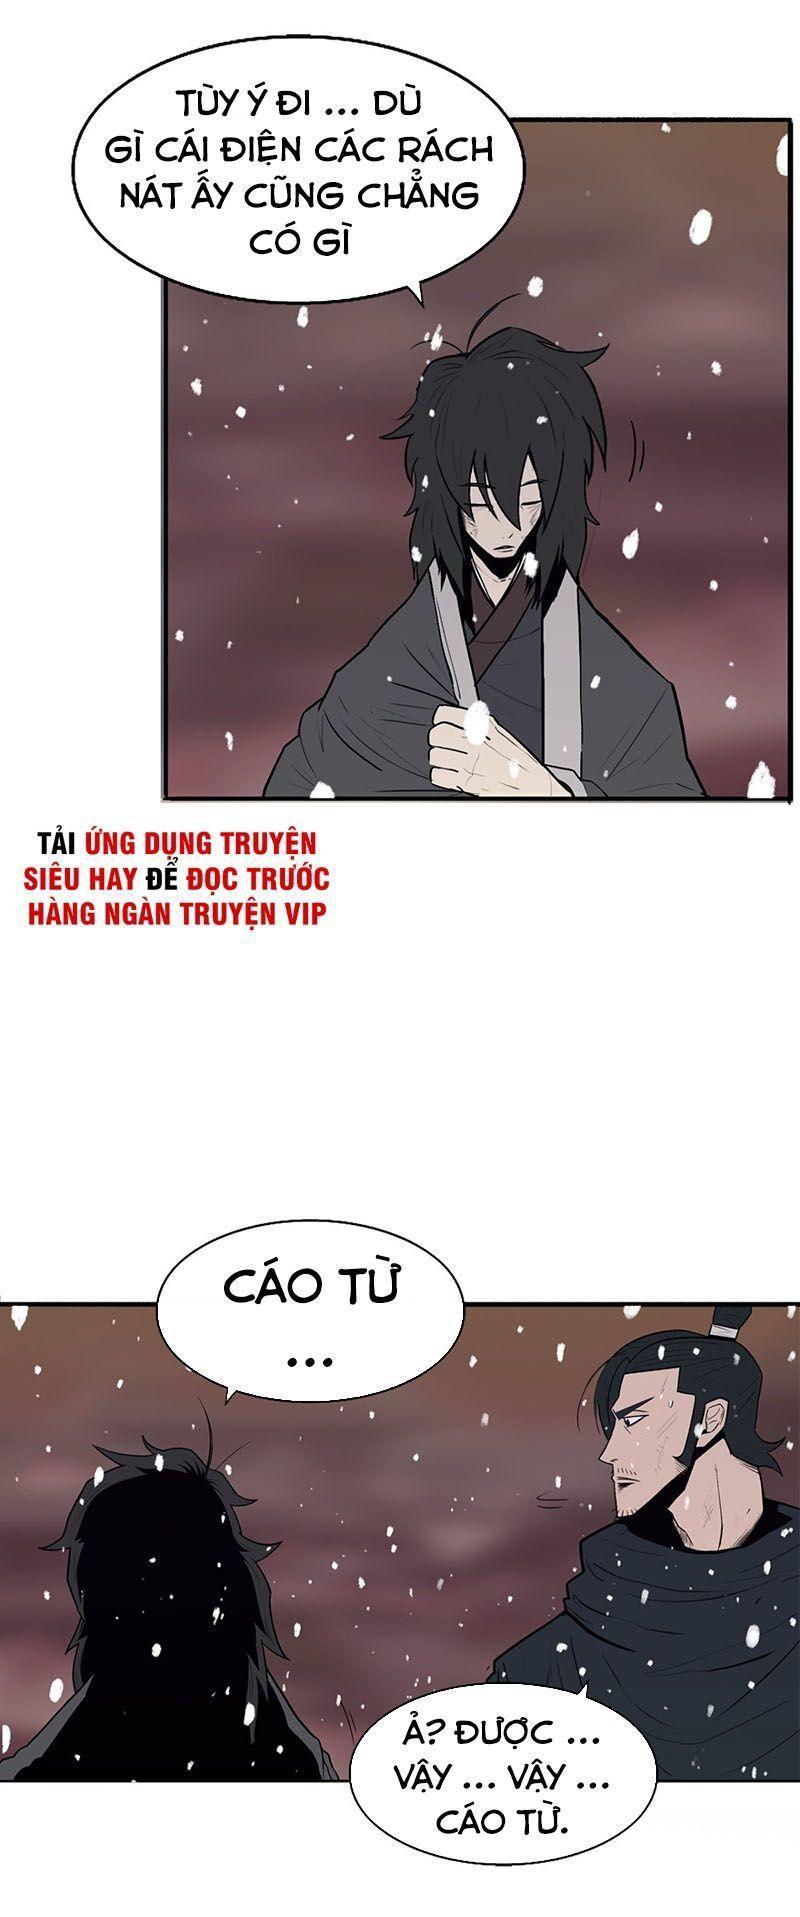 TÙY Ý ĐI ... DÙ
GÌ CÁI ĐIỆN CÁC RÁCH
NÁT ẤY CŨNG CHẲNG
CÓ GÌ
TẢI ỨNG DỤNG TRUYỆN
SIÊU HAY ĐỂ ĐỌC TRƯỚC
HÀNG NGÀN TRUYỆN VIP
CÁO TỪ
...
Ả? ĐƯỢC ...
VẬY ... VẬY ...
CÁO TỪ.